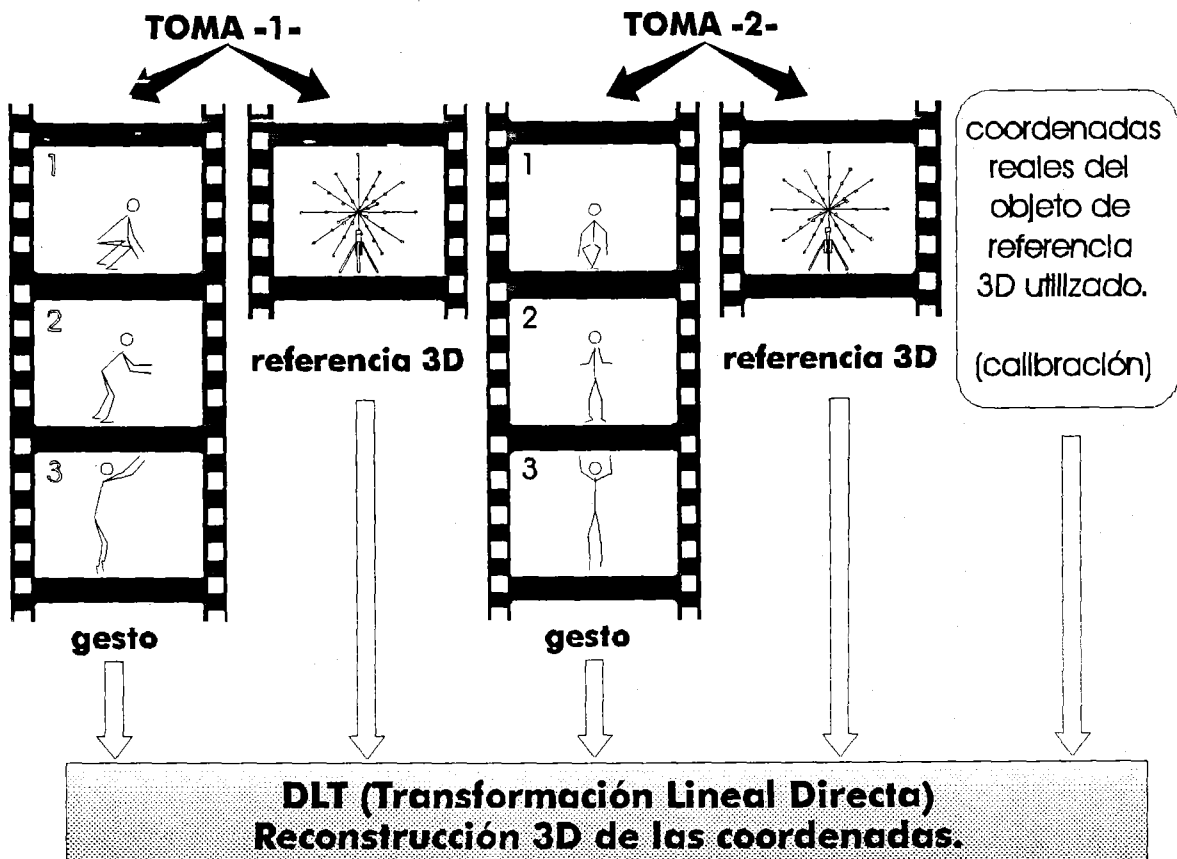 TOMA -1-
TOMA -2-
1
2
3
gesto
referencia 3D
1
2
3
gesto
referencia 3D
coordenadas
reales del
objeto de
referencia
3D utilizado.
(calibración)
DLT (Transformación Lineal Directa)
Reconstrucción 3D de las coordenadas.